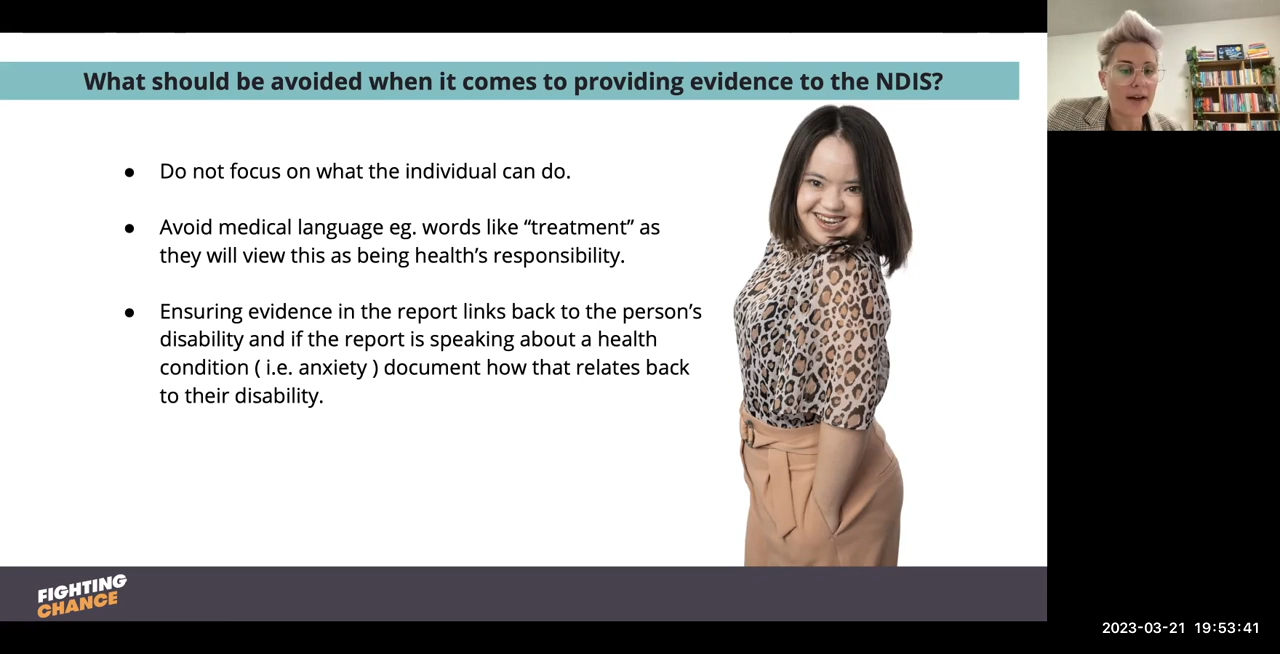 What should be avoided when it comes to providing evidence to the NDIS?
● Do not focus on what the individual can do.
● Avoid medical language eg. words like “treatment” as
they will view this as being health’s responsibility.
● Ensuring evidence in the report links back to the person’s
disability and if the report is speaking about a health
condition ( i.e. anxiety ) document how that relates back
to their disability.
FIGHTING
CHANCE
2023-03-21 19:53:41